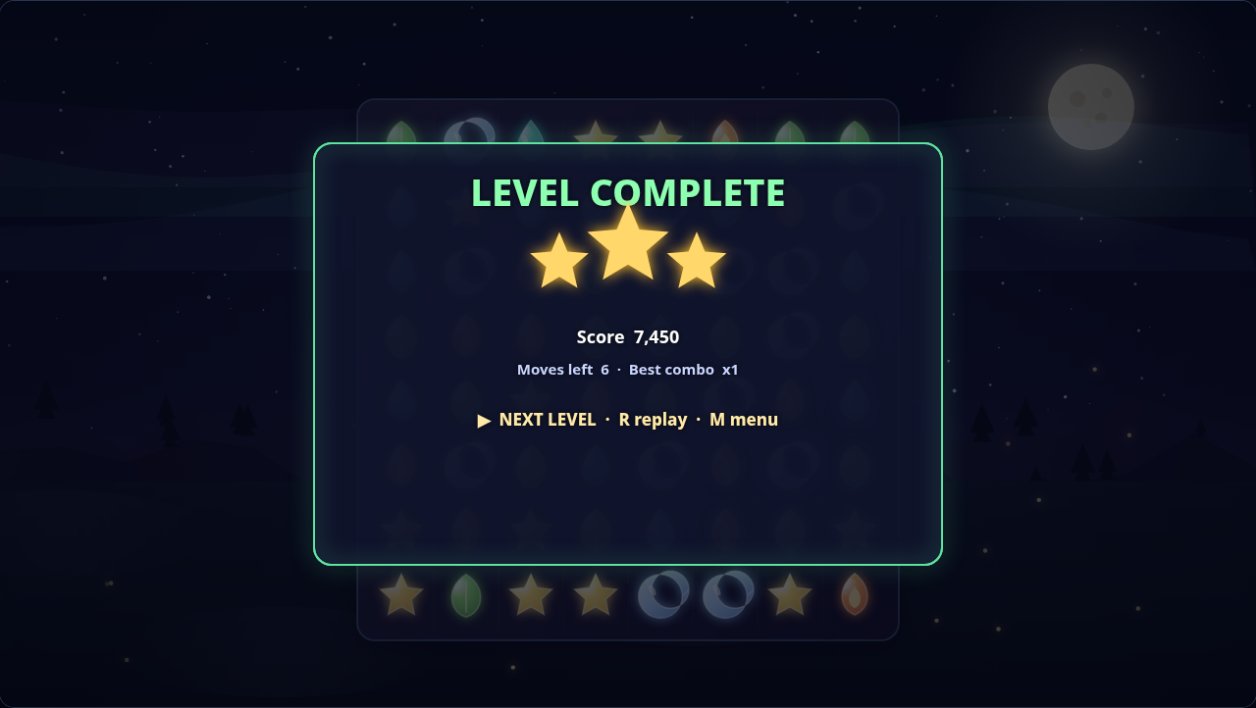 LEVEL COMPLETE
Score 7,450
Moves left 6 · Best combo x1
▶ NEXT LEVEL · R replay · M menu